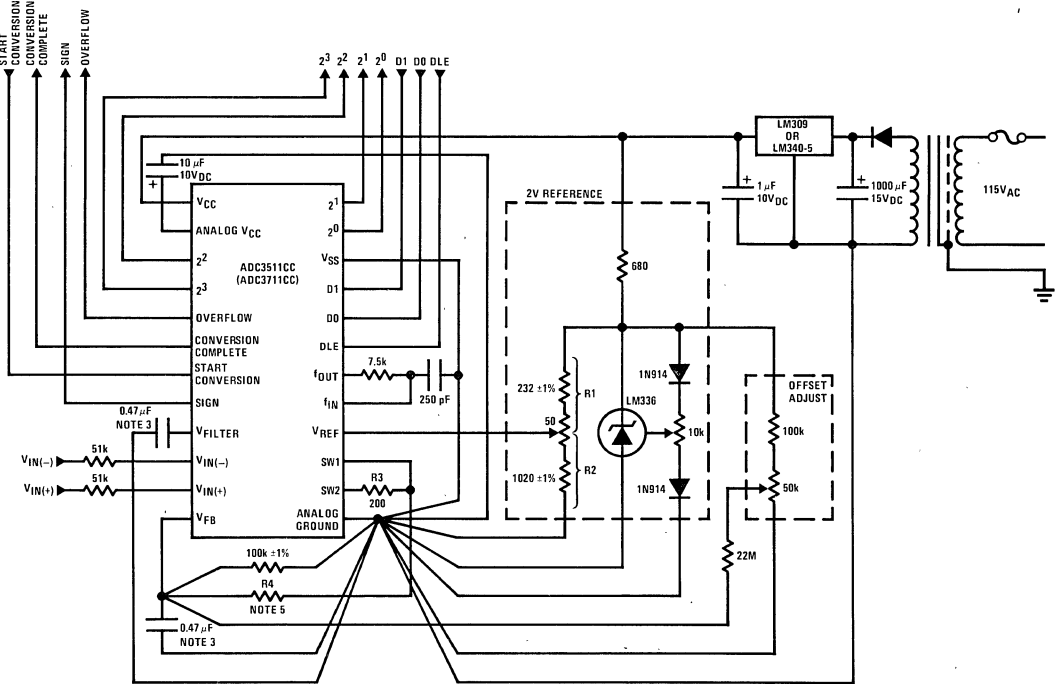 START
CONVERSION
CONVERSION
COMPLETE
SIGN
OVERFLOW
2³ 2² 2¹ 2⁰ D1 D0 DLE
LM309
OR
LM340-5
10 μF
10VDC
+
+
1 μF
10VDC
+
1000 μF
15VDC
115VAC
2V REFERENCE
VCC
ANALOG VCC
2²
2³
OVERFLOW
CONVERSION
COMPLETE
START
CONVERSION
SIGN
VFILTER
VIN(−)
VIN(+)
VFB
ADC3511CC
(ADC3711CC)
2¹
2⁰
VSS
D1
D0
DLE
fOUT
fIN
VREF
SW1
SW2
ANALOG
GROUND
680
7.5k
250 pF
232 ±1%
R1
50
1020 ±1%
R2
LM336
1N914
10k
1N914
OFFSET
ADJUST
100k
50k
22M
0.47 μF
NOTE 3
VIN(−) 51k
VIN(+) 51k
R3
200
100k ±1%
R4
NOTE 5
0.47 μF
NOTE 3